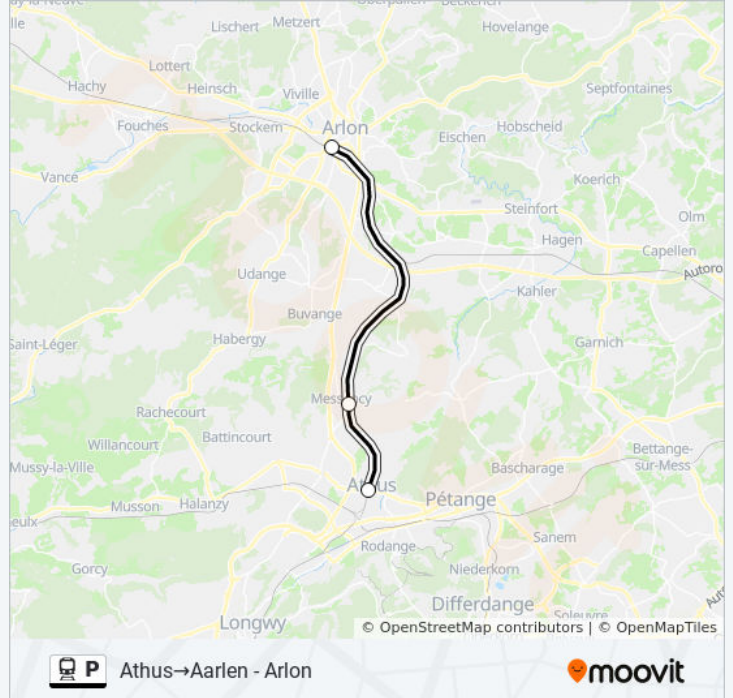 Lischert
Metzert
Hovelange
Lottert
Hachy
Heinsch
Viville
Septfontaines
Fouches
Stockem
Arlon
Hobscheid
Eischen
Vance
Koerich
Steinfort
Olm
Hagen
Capellen
Udange
Autoro
Kahler
Buvange
Habergy
Saint-Léger
Garnich
Rachecourt
Battincourt
Willancourt
Bettange-
sur-Mess
Mussy-la-Ville
Bascharage
Athus
Pétange
Musson
Halanzy
Sanem
Rodange
Gorcy
Niederkorn
Differdange
Longwy
© OpenStreetMap contributors | © OpenMapTiles
P Athus→Aarlen - Arlon
moovit